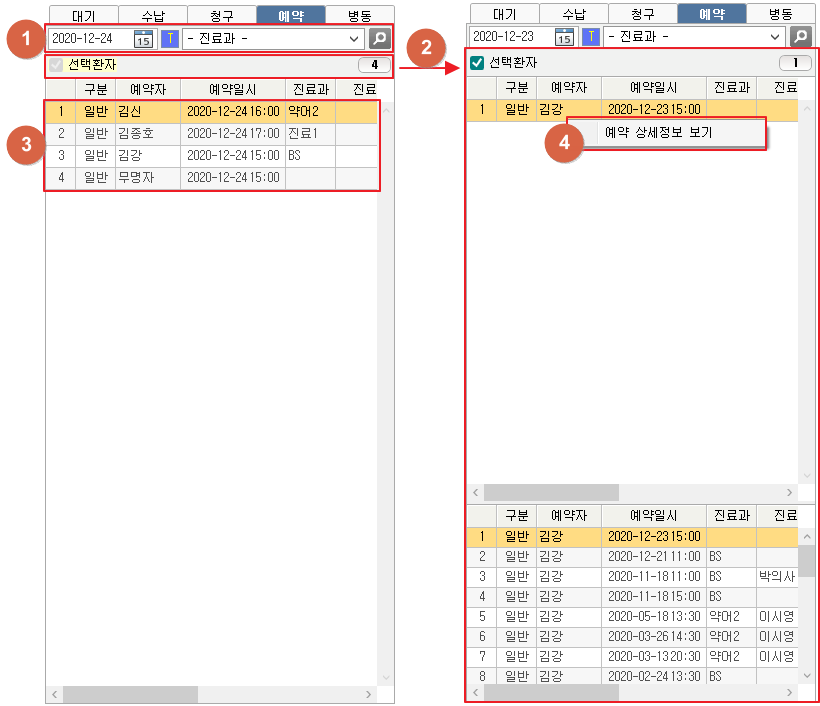 대기 수납 청구 예약 병동
1 2020-12-24 15 T - 진료과 -
선택환자 4
구분 예약자 예약일시 진료과 진료
1 일반 김신 2020-12-24 16:00 약어2
2 일반 김종호 2020-12-24 17:00 진료1
3
3 일반 김강 2020-12-24 15:00 BS
4 일반 무명자 2020-12-24 15:00
2
대기 수납 청구 예약 병동
2020-12-23 15 T - 진료과 -
선택환자 1
구분 예약자 예약일시 진료과 진료
1 일반 김강 2020-12-23 15:00
4 예약 상세정보 보기
구분 예약자 예약일시 진료과 진료
1 일반 김강 2020-12-23 15:00
2 일반 김강 2020-12-21 11:00 BS
3 일반 김강 2020-11-18 11:00 BS 박의사
4 일반 김강 2020-11-18 15:00 BS
5 일반 김강 2020-05-18 13:30 약어2 이시영
6 일반 김강 2020-03-26 14:30 약어2 이시영
7 일반 김강 2020-03-13 20:30 약어2 이시영
8 일반 김강 2020-02-24 13:30 BS